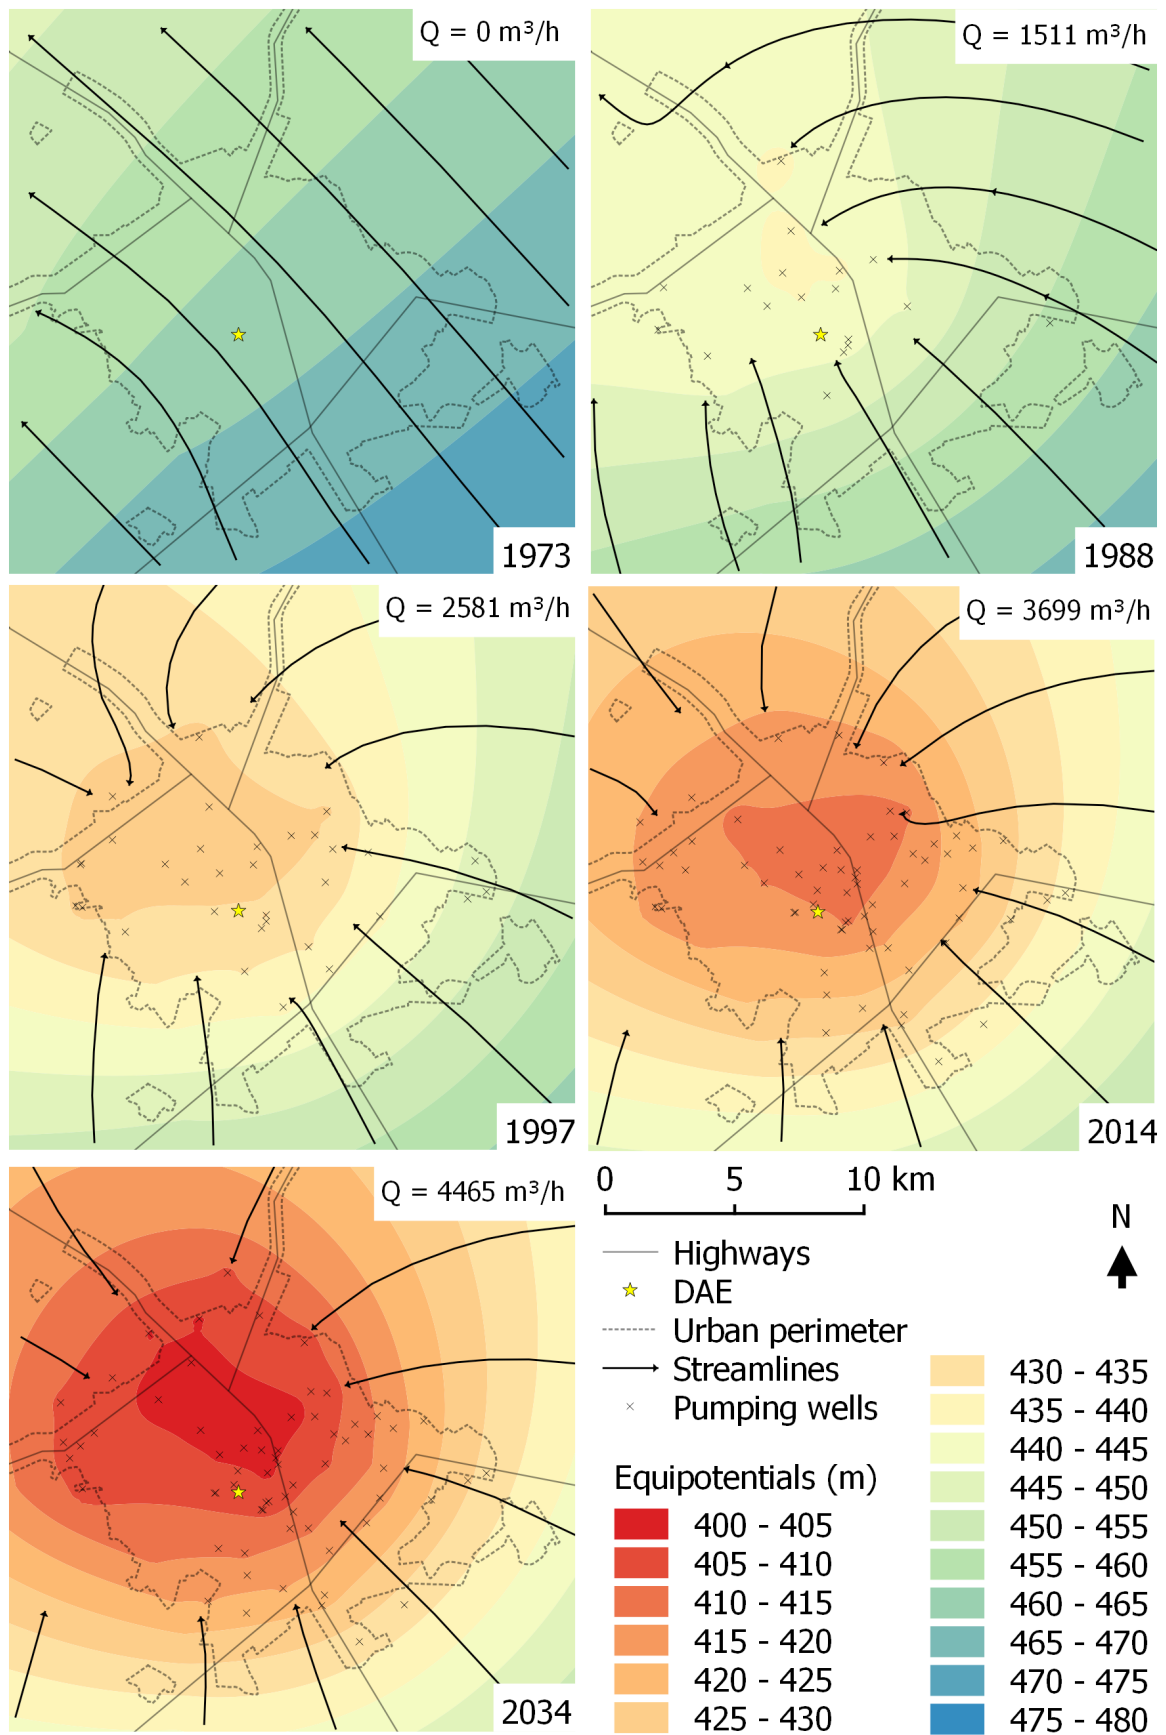 Q = 0 m³/h
1973
Q = 1511 m³/h
1988
Q = 2581 m³/h
1997
Q = 3699 m³/h
2014
Q = 4465 m³/h
2034
0 5 10 km
N
Highways
DAE
Urban perimeter
Streamlines
Pumping wells
Equipotentials (m)
400 - 405
405 - 410
410 - 415
415 - 420
420 - 425
425 - 430
430 - 435
435 - 440
440 - 445
445 - 450
450 - 455
455 - 460
460 - 465
465 - 470
470 - 475
475 - 480